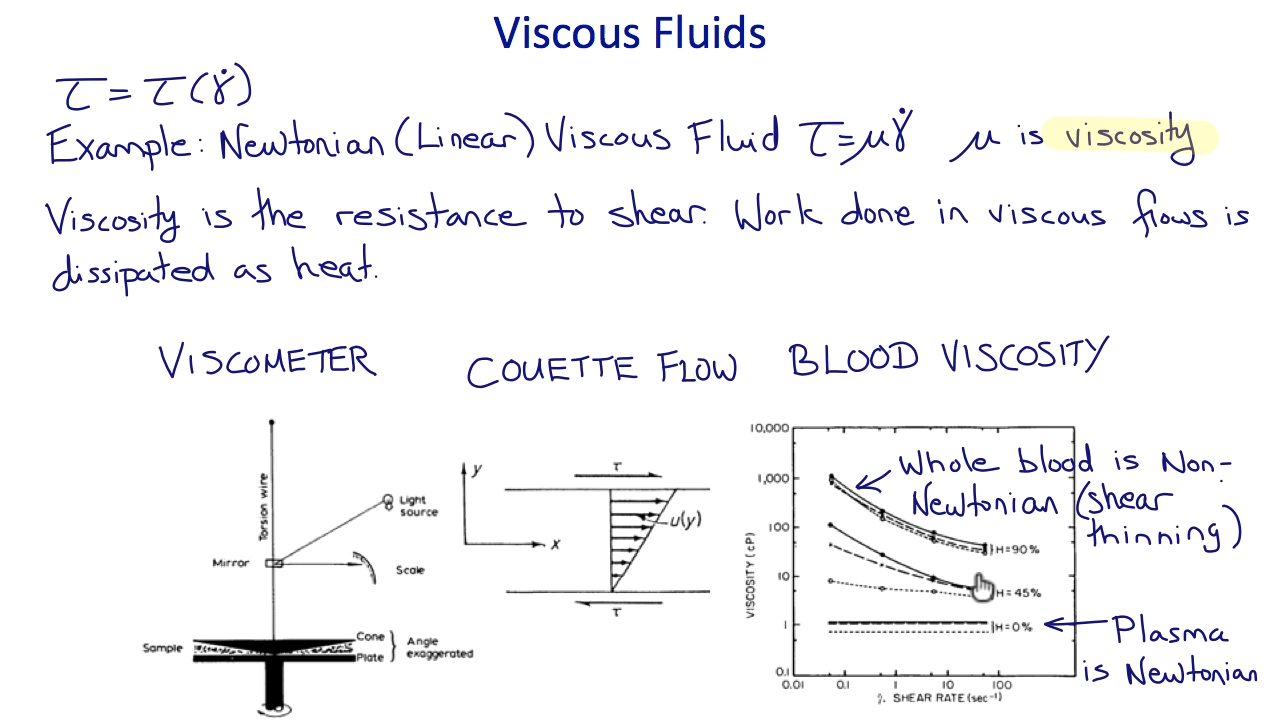 Viscous Fluids
τ = τ(γ̇)
Example: Newtonian (Linear) Viscous Fluid τ=μγ̇ μ is viscosity
Viscosity is the resistance to shear. Work done in viscous flows is
dissipated as heat.
VISCOMETER
Torsion wire
Light
source
Mirror
Scale
Sample
Cone
Plate
Angle
exaggerated
COUETTE FLOW
y
x
τ
u(y)
τ
BLOOD VISCOSITY
VISCOSITY (cP)
10,000
1,000
100
10
1
0.1
0.01 0.1 1 10 100
γ̇, SHEAR RATE (sec⁻¹)
H=90%
H=45%
H=0%
Whole blood is Non-
Newtonian (shear
thinning)
Plasma
is Newtonian